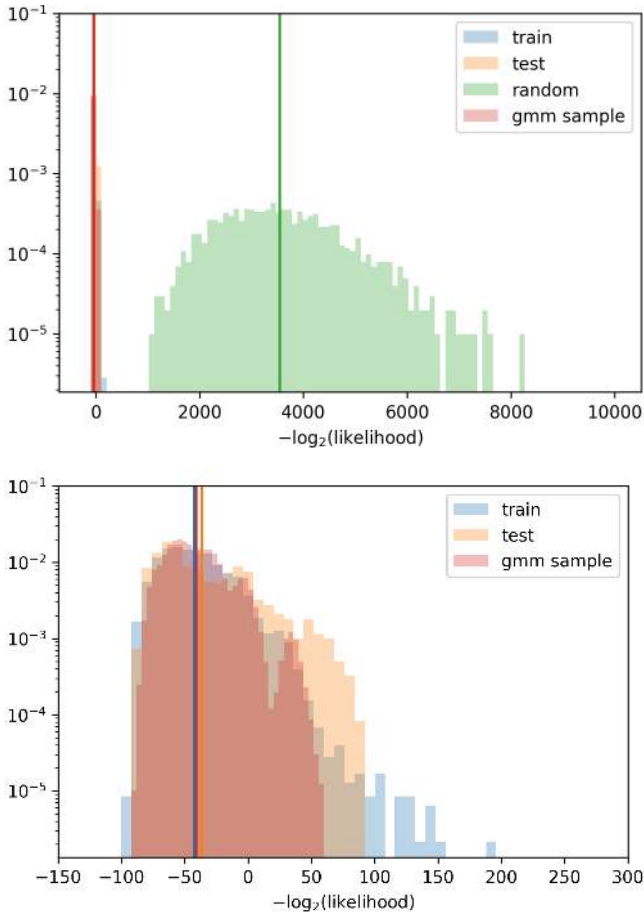 train
test
random
gmm sample
10⁻¹
10⁻²
10⁻³
10⁻⁴
10⁻⁵
0 2000 4000 6000 8000 10000
−log₂(likelihood)
10⁻¹
train
test
gmm sample
10⁻²
10⁻³
10⁻⁴
10⁻⁵
−150 −100 −50 0 50 100 150 200 250 300
−log₂(likelihood)